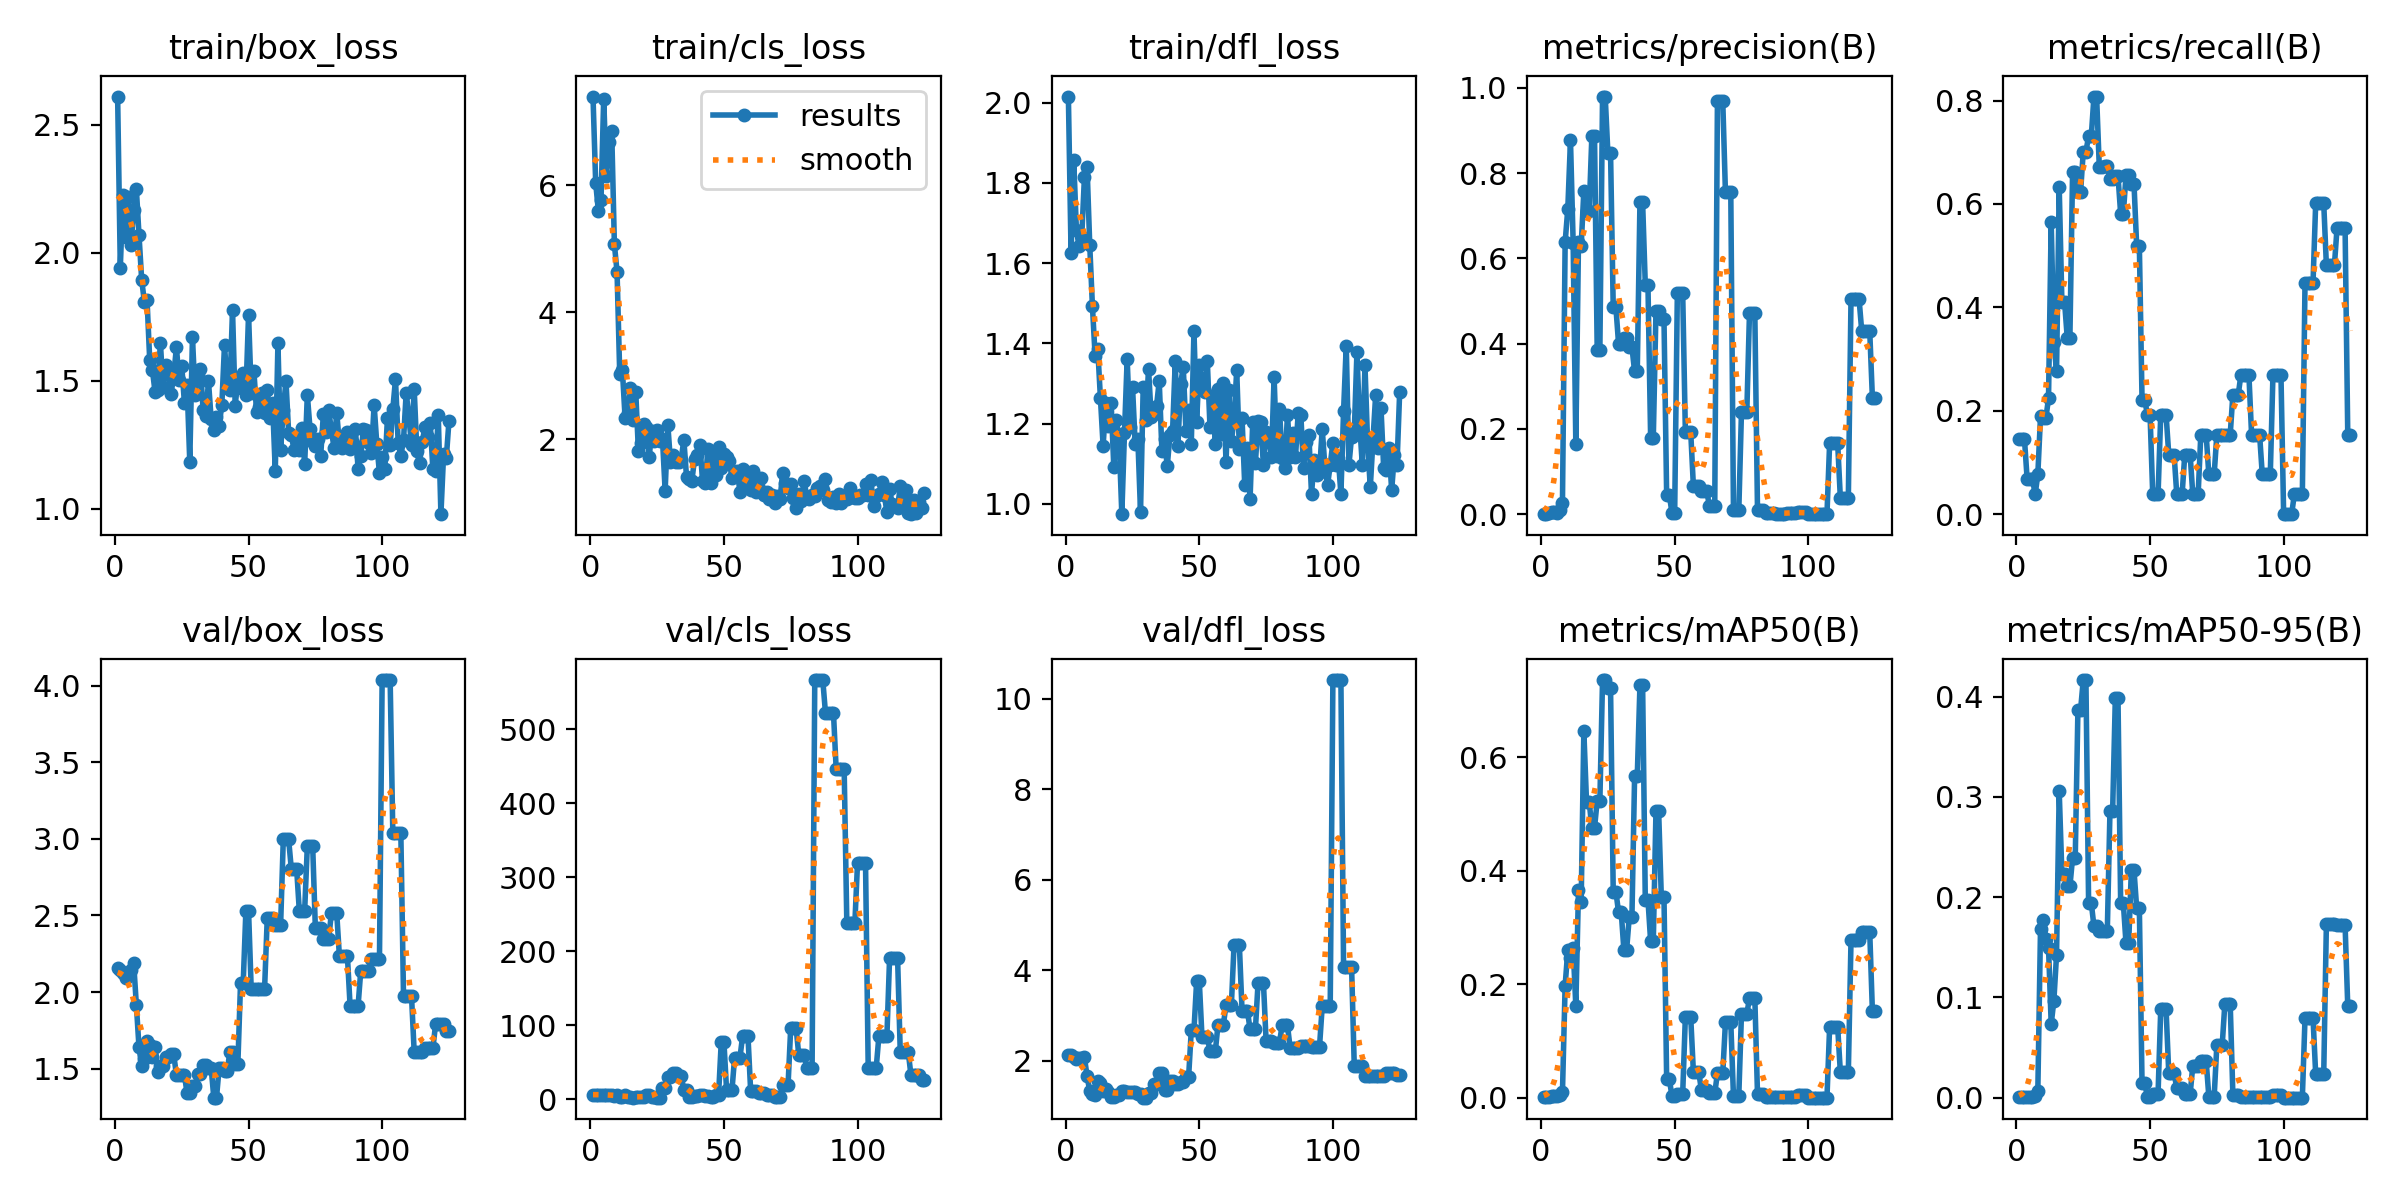 train/box_loss
train/cls_loss
train/dfl_loss
metrics/precision(B)
metrics/recall(B)
2.5
2.0
1.5
1.0
0 50 100
results
smooth
6
4
2
0 50 100
2.0
1.8
1.6
1.4
1.2
1.0
0 50 100
1.0
0.8
0.6
0.4
0.2
0.0
0 50 100
0.8
0.6
0.4
0.2
0.0
0 50 100
val/box_loss
val/cls_loss
val/dfl_loss
metrics/mAP50(B)
metrics/mAP50-95(B)
4.0
3.5
3.0
2.5
2.0
1.5
0 50 100
500
400
300
200
100
0
0 50 100
10
8
6
4
2
0 50 100
0.6
0.4
0.2
0.0
0 50 100
0.4
0.3
0.2
0.1
0.0
0 50 100